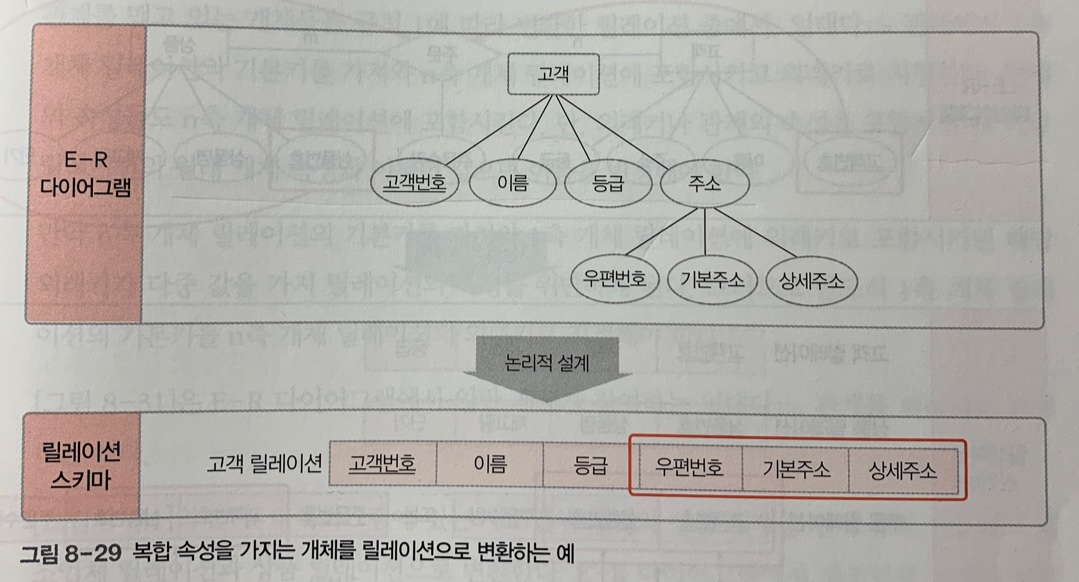 고객
E-R
다이어그램
고객번호 이름 등급 주소
우편번호 기본주소 상세주소
논리적 설계
릴레이션
스키마
고객 릴레이션 고객번호 이름 등급 우편번호 기본주소 상세주소
그림 8-29 복합 속성을 가지는 개체를 릴레이션으로 변환하는 예